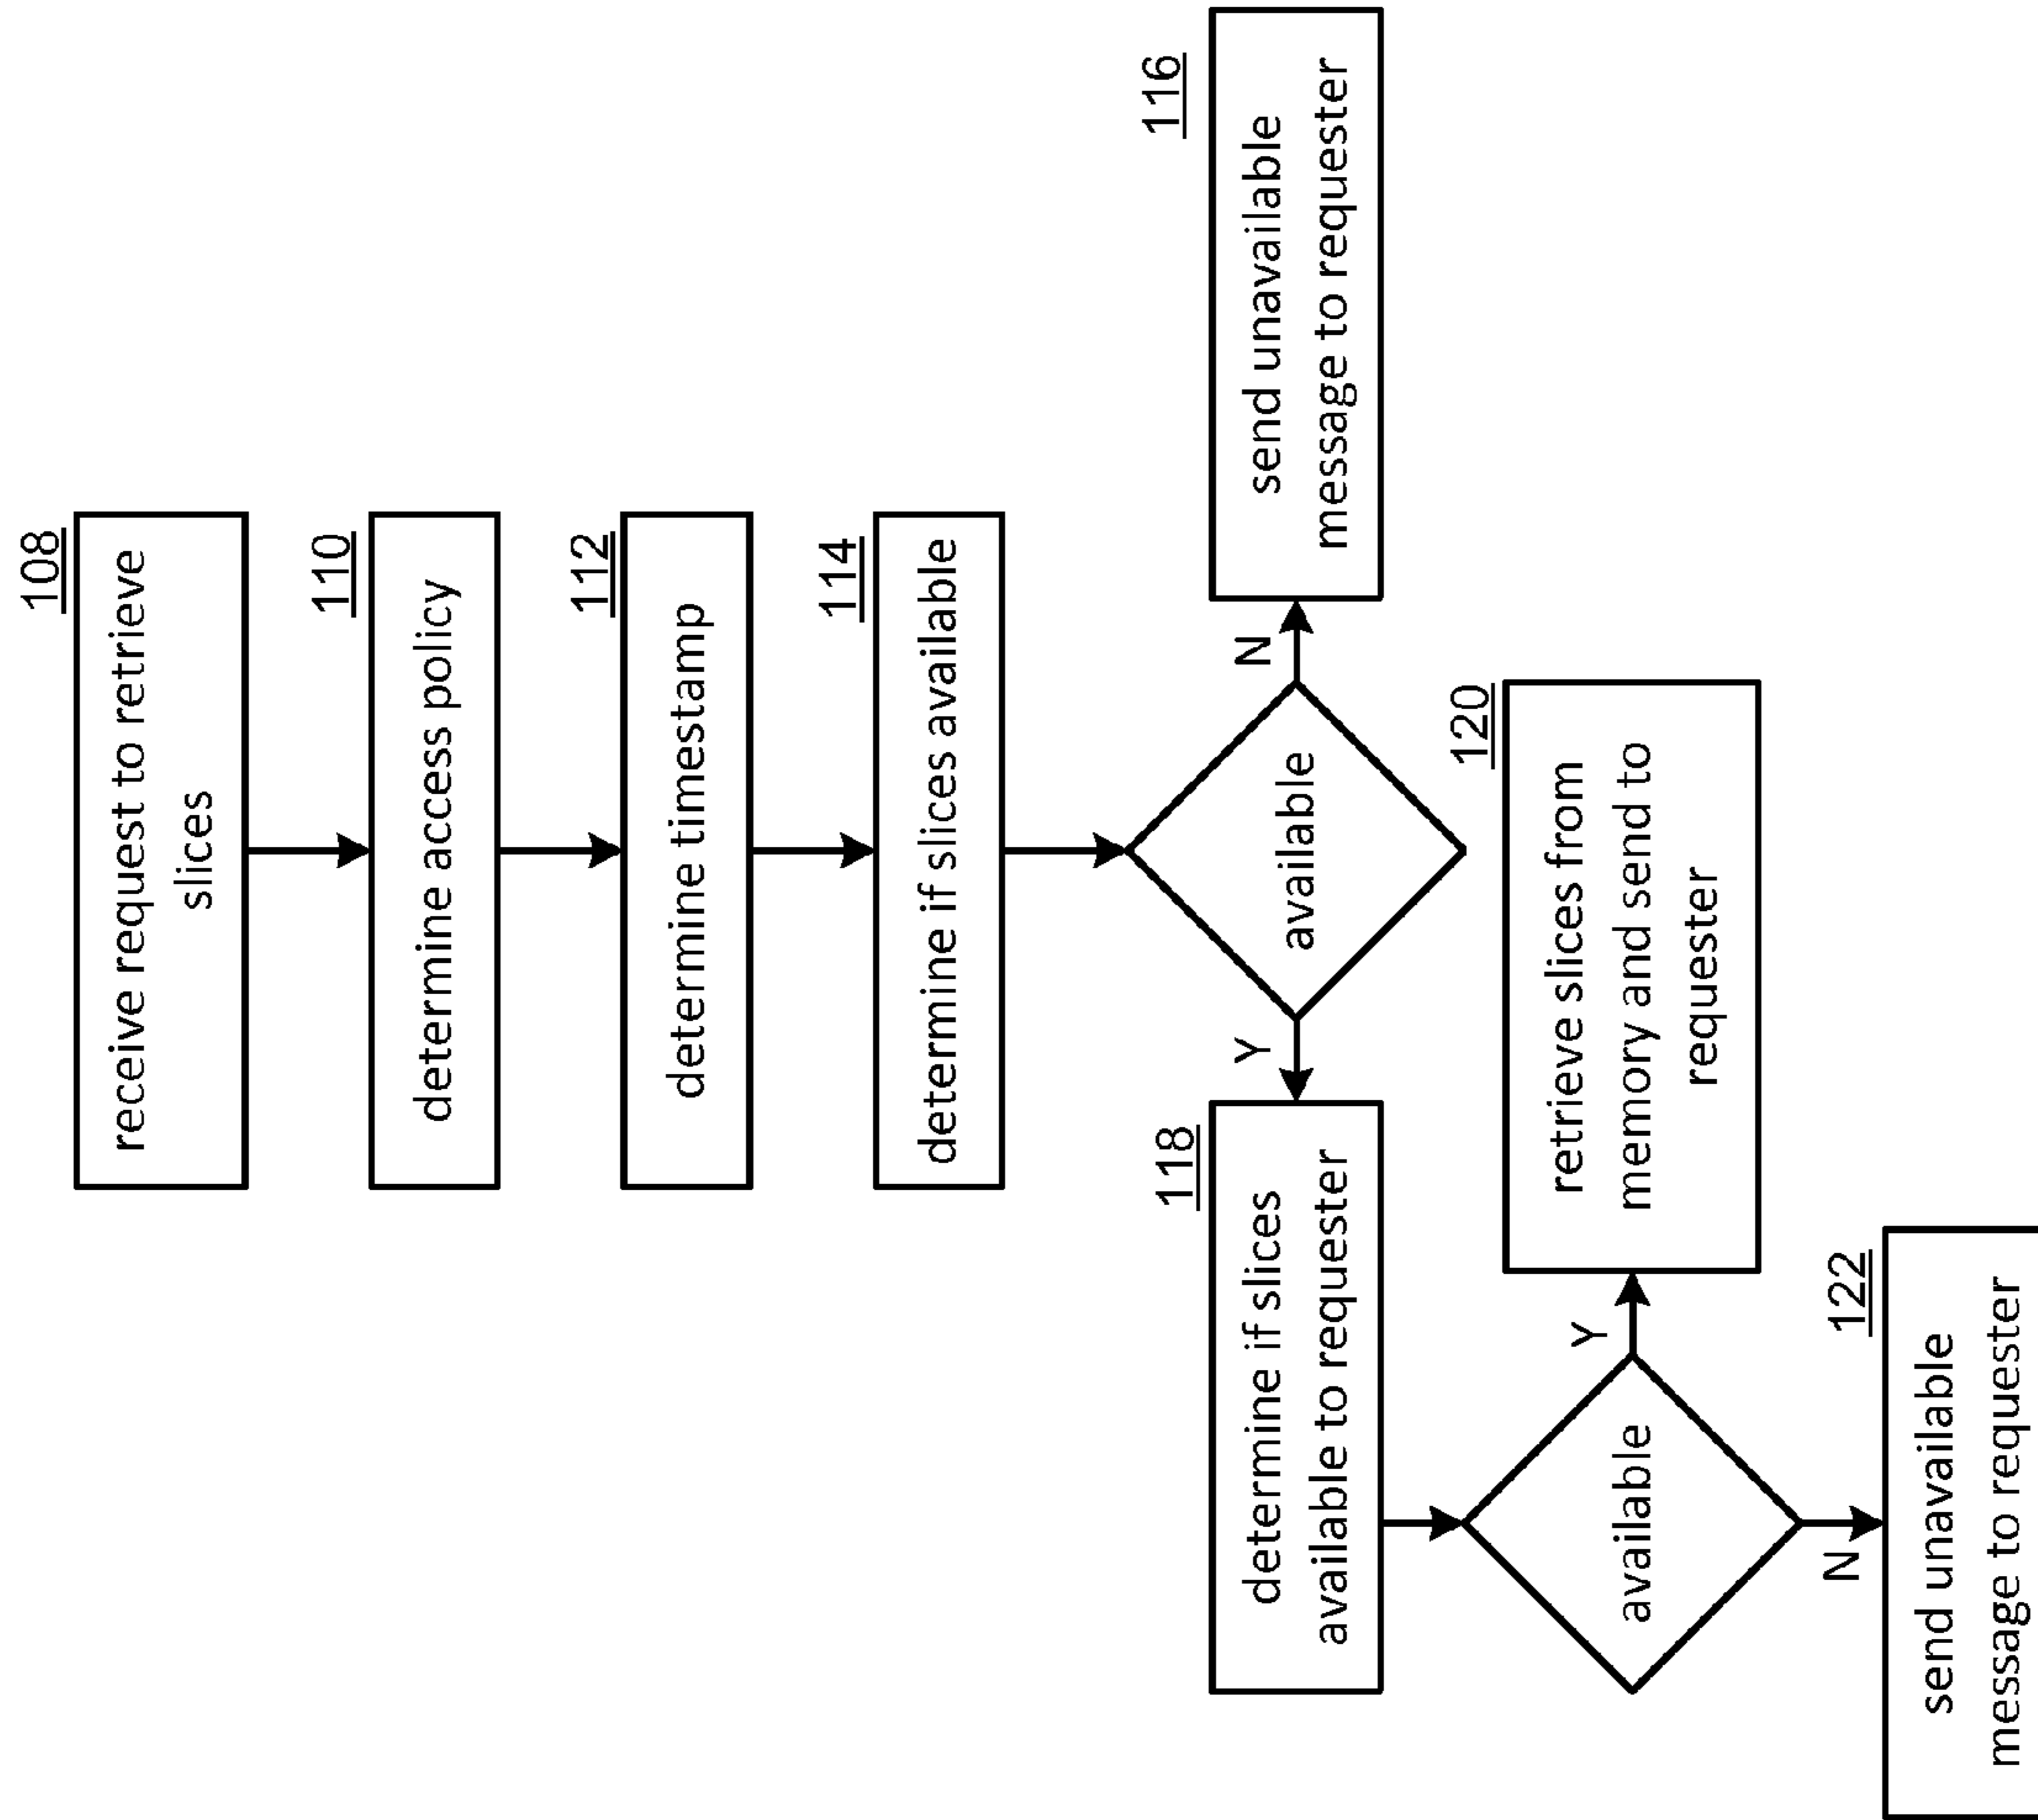 108
receive request to retrieve
slices
110
determine access policy
112
determine timestamp
114
determine if slices available
available
N
116
send unavailable
message to requester
Y
118
determine if slices
available to requester
available
Y
120
retrieve slices from
memory and send to
requester
N
122
send unavailable
message to requester